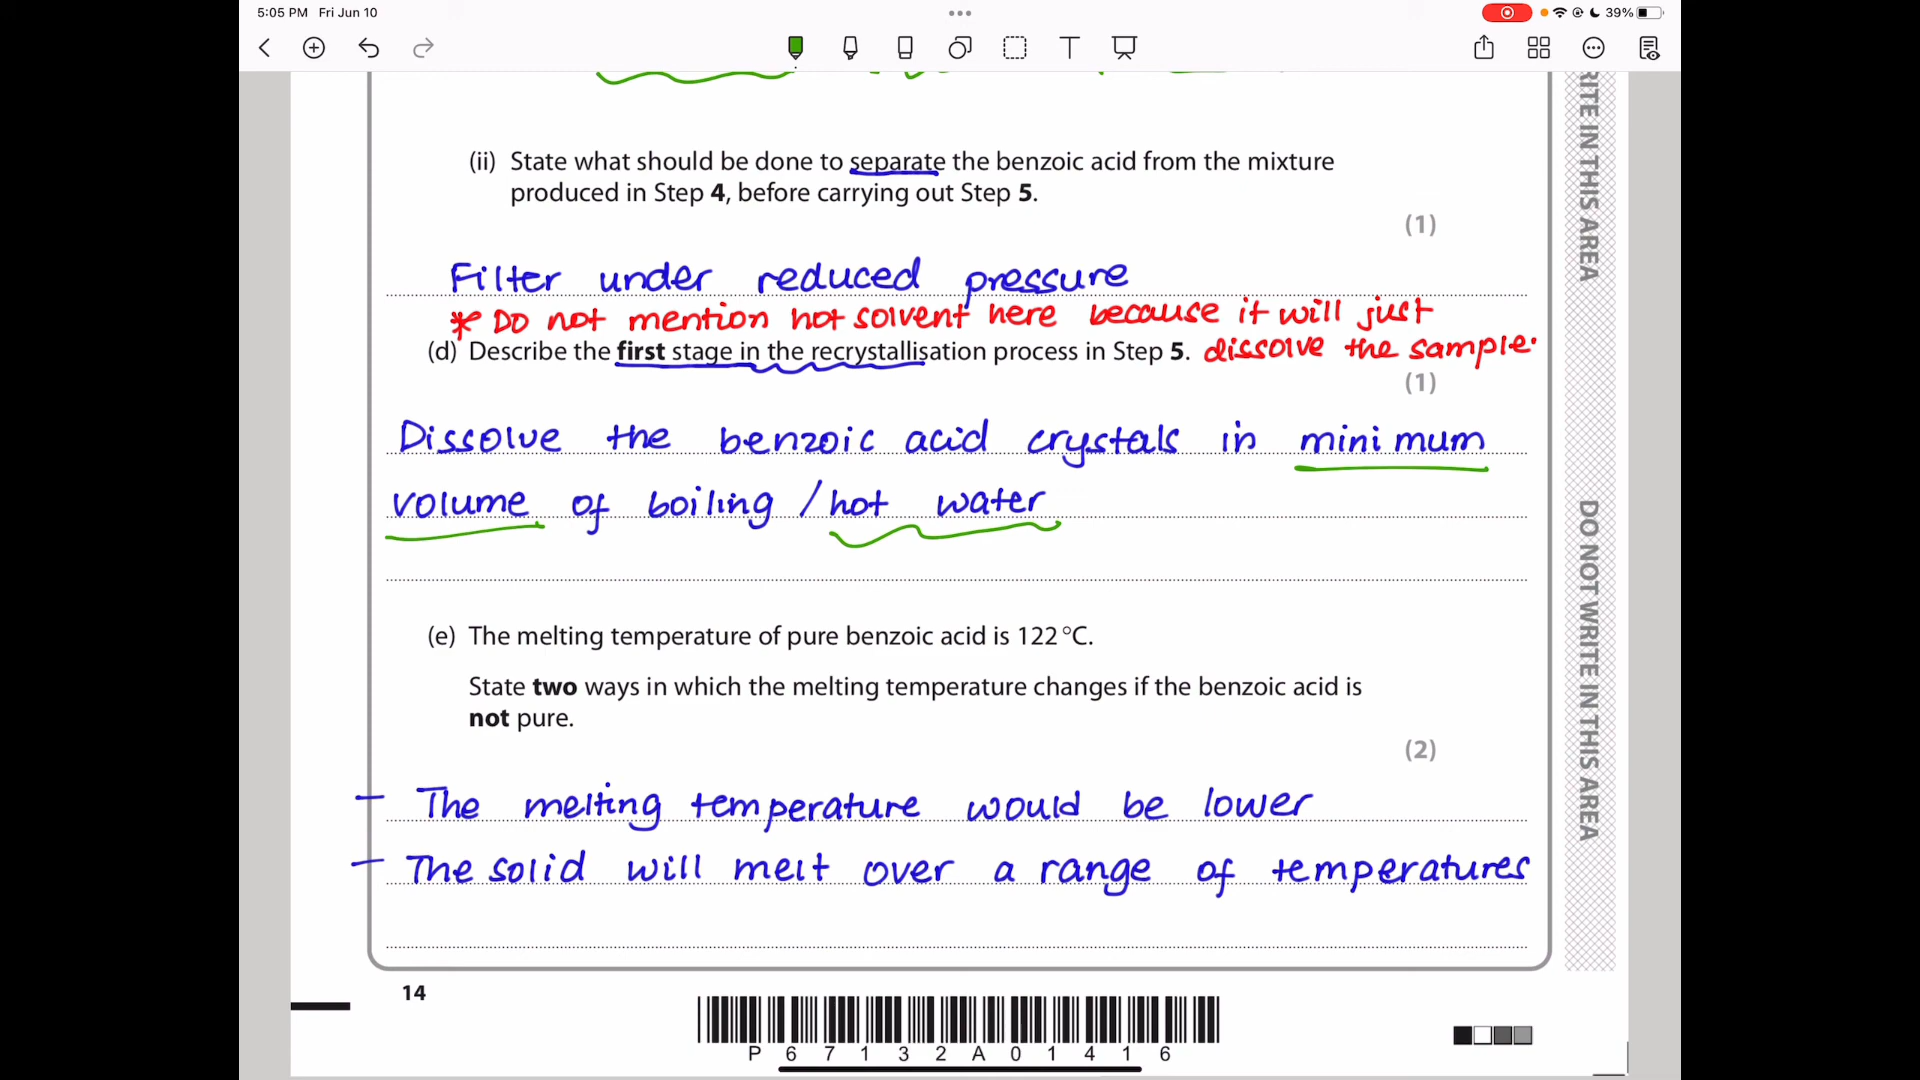 5:05 PM Fri Jun 10
39%
(ii) State what should be done to separate the benzoic acid from the mixture
produced in Step 4, before carrying out Step 5.
(1)
Filter under reduced pressure
* Do not mention hot solvent here because it will just
dissolve the sample.
(d) Describe the first stage in the recrystallisation process in Step 5.
(1)
Dissolve the benzoic acid crystals in minimum
volume of boiling / hot water
(e) The melting temperature of pure benzoic acid is 122 °C.
State two ways in which the melting temperature changes if the benzoic acid is
not pure.
(2)
- The melting temperature would be lower
- The solid will melt over a range of temperatures
14
P 6 7 1 3 2 A 0 1 4 1 6
RITE IN THIS AREA
DO NOT WRITE IN THIS AREA